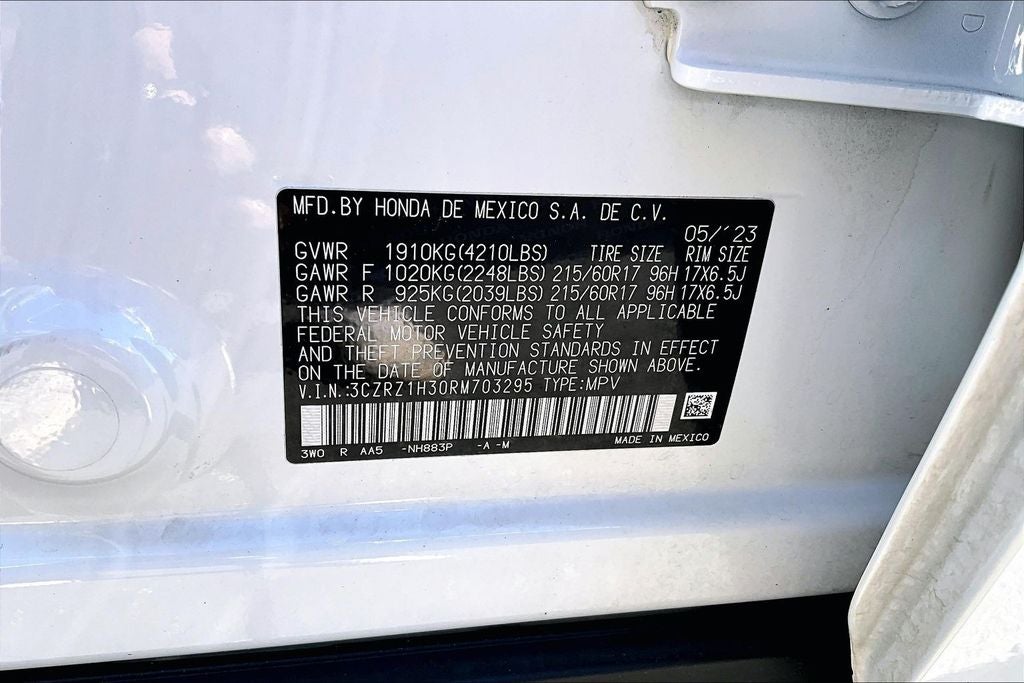 MFD.BY HONDA DE MEXICO S.A. DE C.V.
05/´23
GVWR 1910KG(4210LBS) TIRE SIZE RIM SIZE
GAWR F 1020KG(2248LBS) 215/60R17 96H 17X6.5J
GAWR R 925KG(2039LBS) 215/60R17 96H 17X6.5J
THIS VEHICLE CONFORMS TO ALL APPLICABLE
FEDERAL MOTOR VEHICLE SAFETY
AND THEFT PREVENTION STANDARDS IN EFFECT
ON THE DATE OF MANUFACTURE SHOWN ABOVE.
V.I.N.:3CZRZ1H30RM703295 TYPE:MPV
3W0 R AA5 -NH883P -A -M MADE IN MEXICO